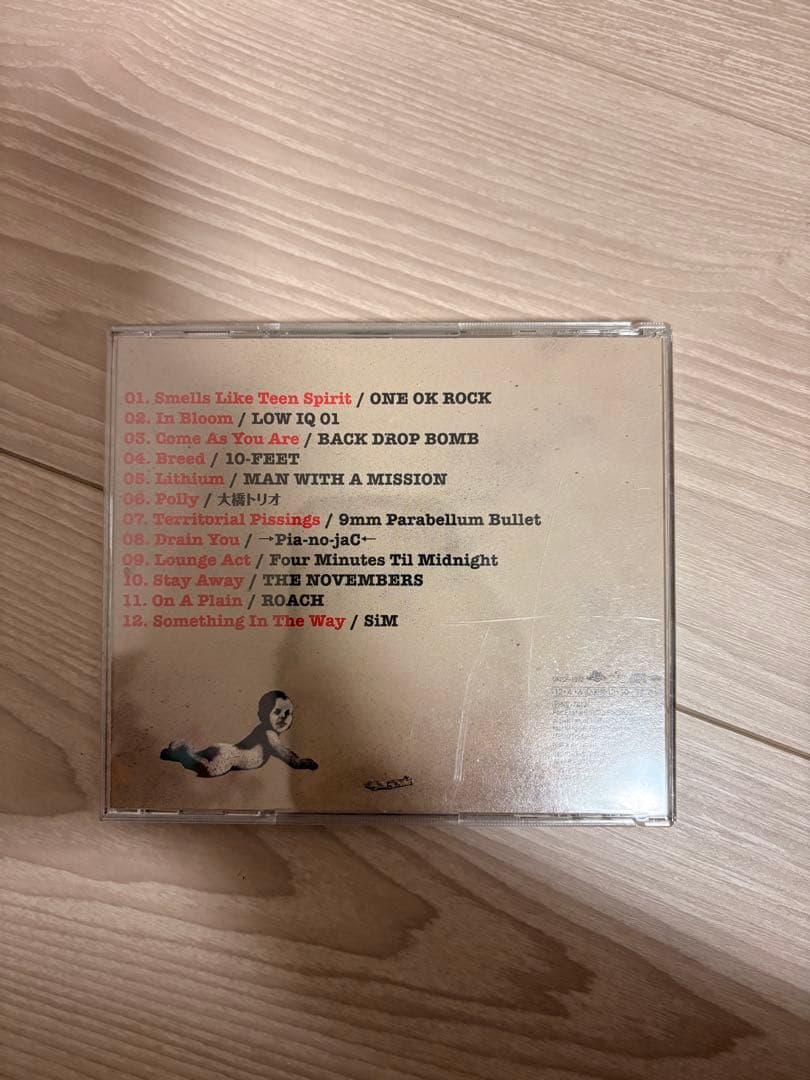 01. Smells Like Teen Spirit / ONE OK ROCK
02. In Bloom / LOW IQ 01
03. Come As You Are / BACK DROP BOMB
04. Breed / 10-FEET
05. Lithium / MAN WITH A MISSION
06. Polly / 大橋トリオ
07. Territorial Pissings / 9mm Parabellum Bullet
08. Drain You / →Pia-no-jaC←
09. Lounge Act / Four Minutes Til Midnight
10. Stay Away / THE NOVEMBERS
11. On A Plain / ROACH
12. Something In The Way / SiM